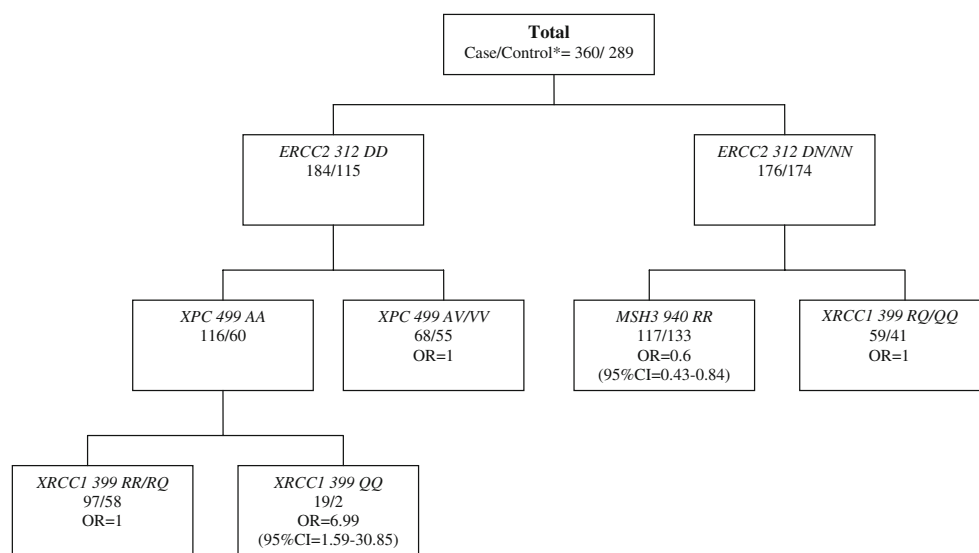 Total
Case/Control*= 360/ 289
ERCC2 312 DD
184/115
ERCC2 312 DN/NN
176/174
XPC 499 AA
116/60
XPC 499 AV/VV
68/55
OR=1
MSH3 940 RR
117/133
OR=0.6
(95%CI=0.43-0.84)
XRCC1 399 RQ/QQ
59/41
OR=1
XRCC1 399 RR/RQ
97/58
OR=1
XRCC1 399 QQ
19/2
OR=6.99
(95%CI=1.59-30.85)